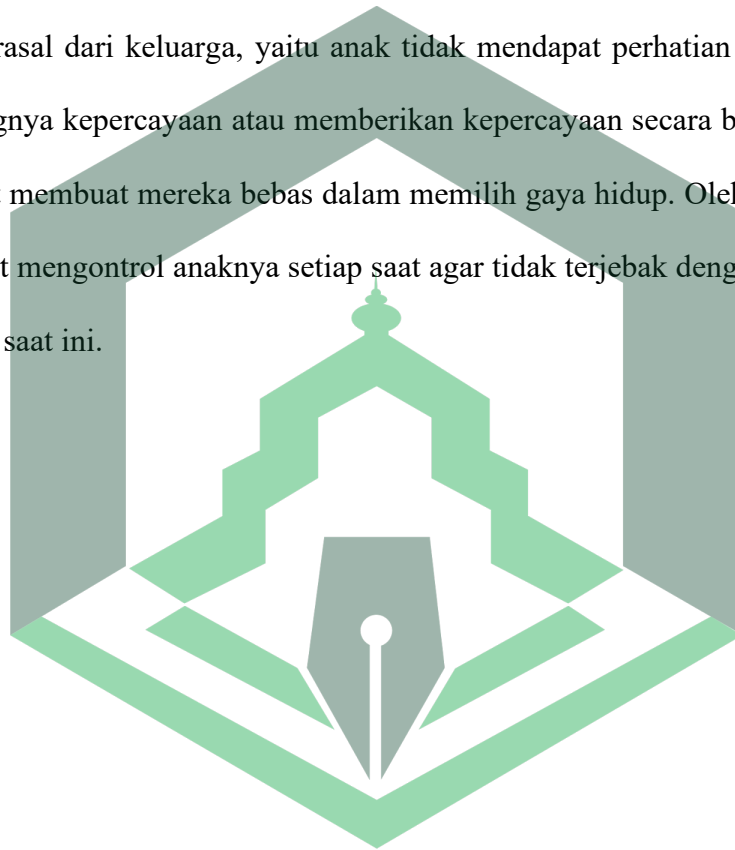 rasal dari keluarga, yaitu anak tidak mendapat perhatian
gnya kepercayaan atau memberikan kepercayaan secara b
membuat mereka bebas dalam memilih gaya hidup. Oleh
t mengontrol anaknya setiap saat agar tidak terjebak deng
saat ini.